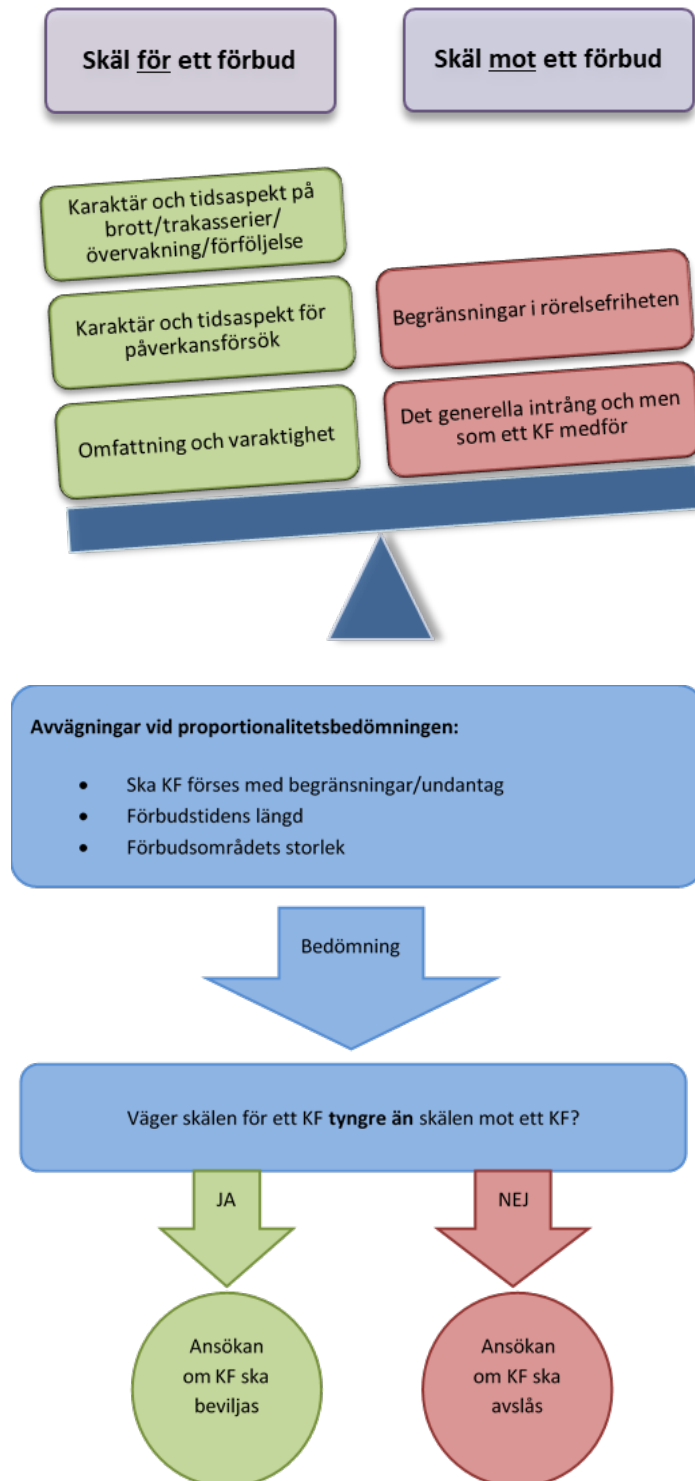 Skäl för ett förbud
Skäl mot ett förbud
Karaktär och tidsaspekt på
brott/trakasserier/
övervakning/förföljelse
Karaktär och tidsaspekt för
påverkansförsök
Omfattning och varaktighet
Begränsningar i rörelsefriheten
Det generella intrång och men
som ett KF medför
Avvägningar vid proportionalitetsbedömningen:
• Ska KF förses med begränsningar/undantag
• Förbudstidens längd
• Förbudsområdets storlek
Bedömning
Väger skälen för ett KF tyngre än skälen mot ett KF?
JA
NEJ
Ansökan
om KF ska
beviljas
Ansökan
om KF ska
avslås